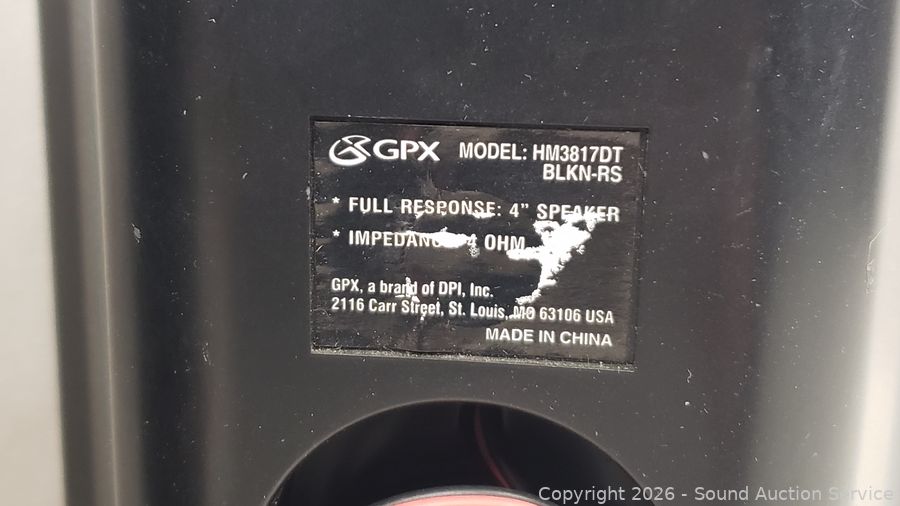 GPX MODEL: HM3817DT
BLKN-RS
* FULL RESPONSE: 4” SPEAKER
* IMPEDANCE: 4 OHM
GPX, a brand of DPI, Inc.
2116 Carr Street, St. Louis, MO 63106 USA
MADE IN CHINA
Copyright 2026 - Sound Auction Service